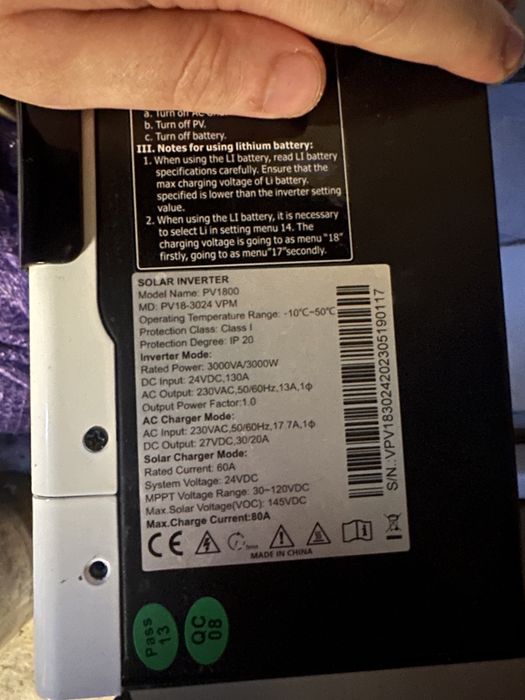 a. Turn off AC
b. Turn off PV.
c. Turn off battery.
III. Notes for using lithium battery:
1. When using the LI battery, read LI battery
specifications carefully. Ensure that the
max charging voltage of Li battery.
specified is lower than the inverter setting
value.
2. When using the LI battery, it is necessary
to select Li in setting menu 14. The
charging voltage is going to as menu "18"
firstly, going to as menu"17"secondly.
SOLAR INVERTER
Model Name: PV1800
MD: PV18-3024 VPM
Operating Temperature Range: -10°C~50°C
Protection Class: Class I
Protection Degree: IP 20
Inverter Mode:
Rated Power: 3000VA/3000W
DC Input: 24VDC,130A
AC Output: 230VAC,50/60Hz,13A,1ф
Output Power Factor:1.0
AC Charger Mode:
AC Input: 230VAC,50/60Hz,17.7A,1ф
DC Output: 27VDC,30/20A
Solar Charger Mode:
Rated Current: 60A
System Voltage: 24VDC
MPPT Voltage Range: 30~120VDC
Max.Solar Voltage(VOC): 145VDC
Max.Charge Current:80A
CE
MADE IN CHINA
S/N.:VPV18302420230519​0117
Pass
13
QC
08